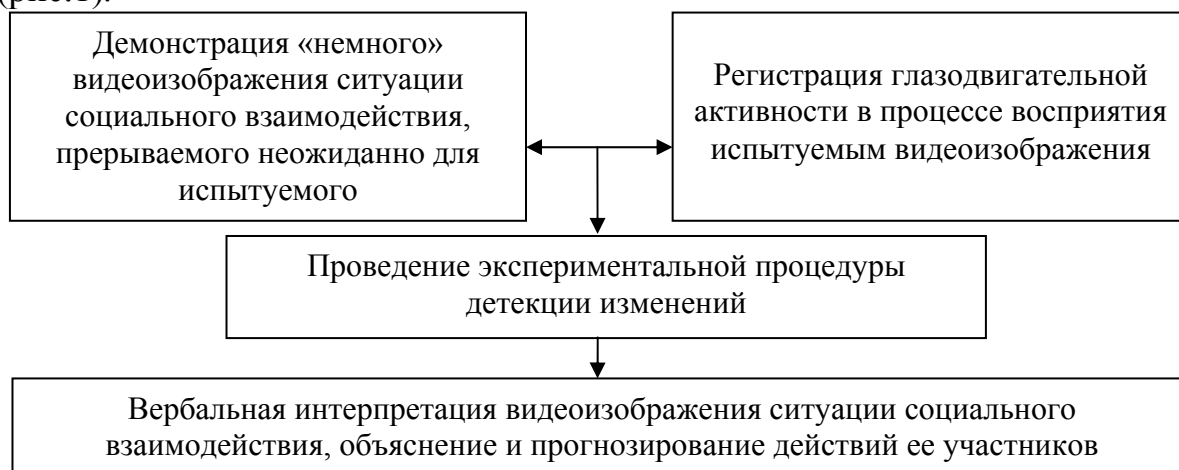 (рис.1).
Демонстрация «немного»
видеоизображения ситуации
социального взаимодействия,
прерываемого неожиданно для
испытуемого
Регистрация глазодвигательной
активности в процессе восприятия
испытуемым видеоизображения
Проведение экспериментальной процедуры
детекции изменений
Вербальная интерпретация видеоизображения ситуации социального
взаимодействия, объяснение и прогнозирование действий ее участников